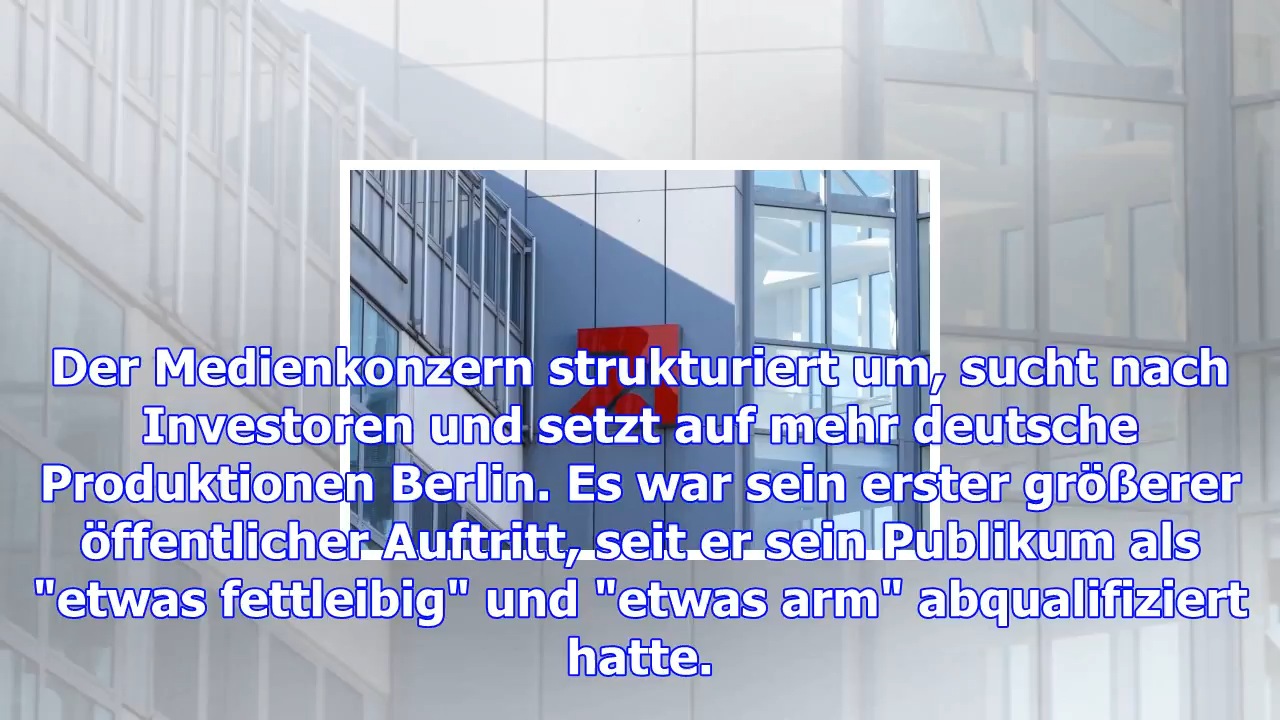 Der Medienkonzern strukturiert um, sucht nach
Investoren und setzt auf mehr deutsche
Produktionen Berlin. Es war sein erster größerer
öffentlicher Auftritt, seit er sein Publikum als
"etwas fettleibig" und "etwas arm" abqualifiziert
hatte.